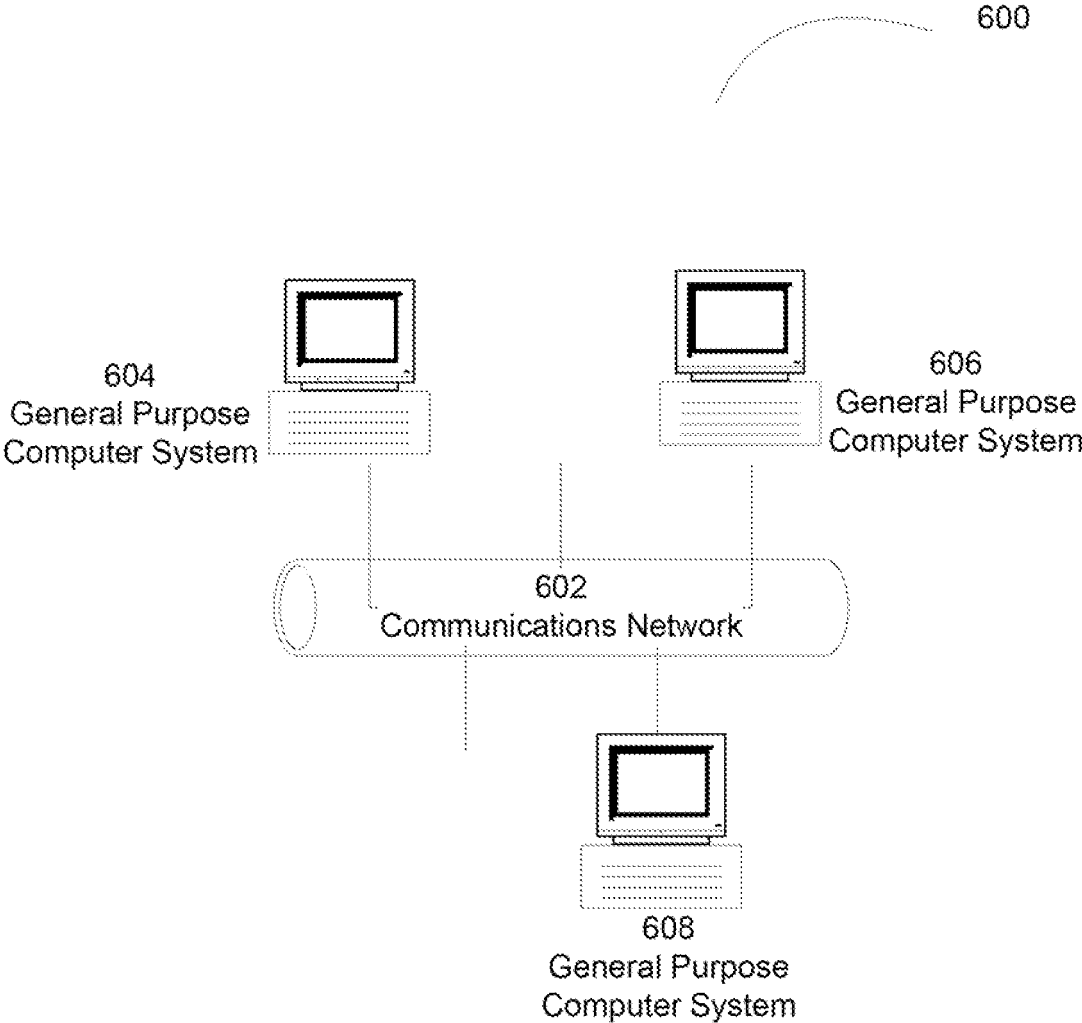 600
604
General Purpose
Computer System
606
General Purpose
Computer System
602
Communications Network
608
General Purpose
Computer System